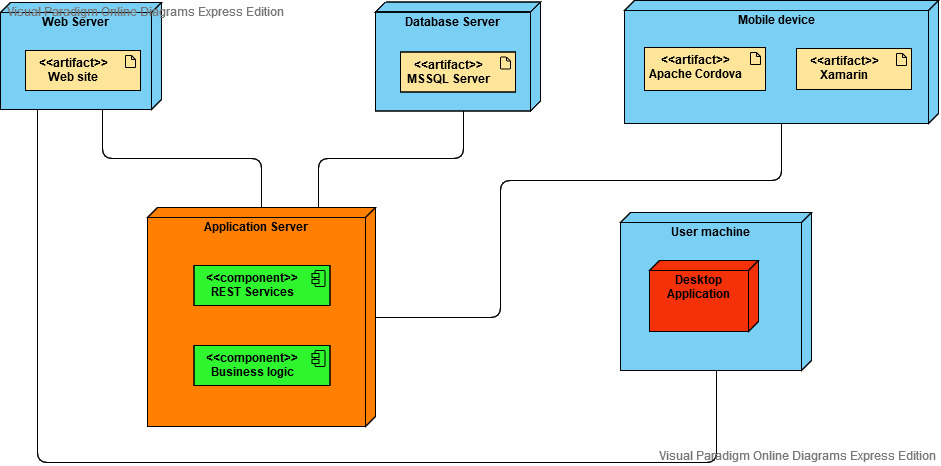 Visual Paradigm Online Diagrams Express Edition
Web Server
<<artifact>>
Web site
Database Server
<<artifact>>
MSSQL Server
Mobile device
<<artifact>>
Apache Cordova
<<artifact>>
Xamarin
Application Server
<<component>>
REST Services
<<component>>
Business logic
User machine
Desktop
Application
Visual Paradigm Online Diagrams Express Edition